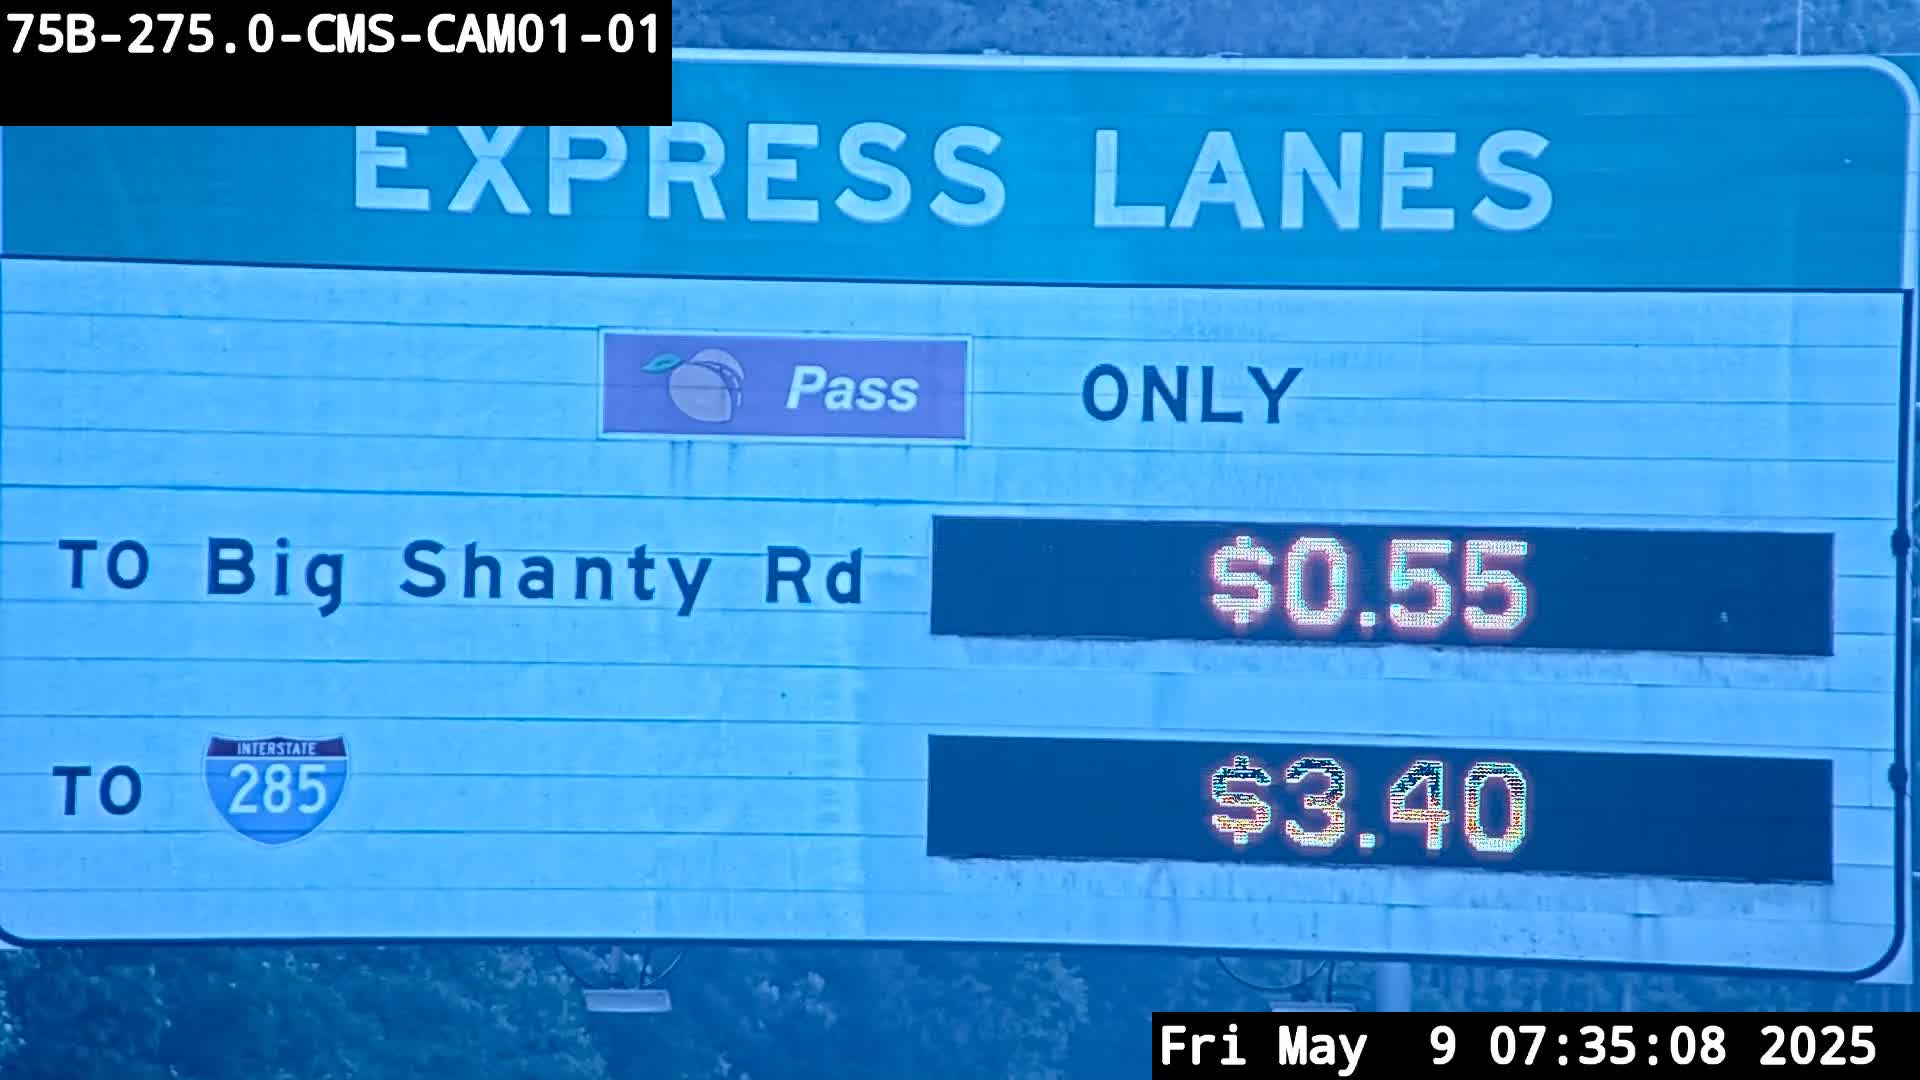 75B-275.0-CMS-CAM01-01
EXPRESS LANES
Pass ONLY
TO Big Shanty Rd $0.55
INTERSTATE
TO 285 $3.40
Fri May 9 07:35:08 2025